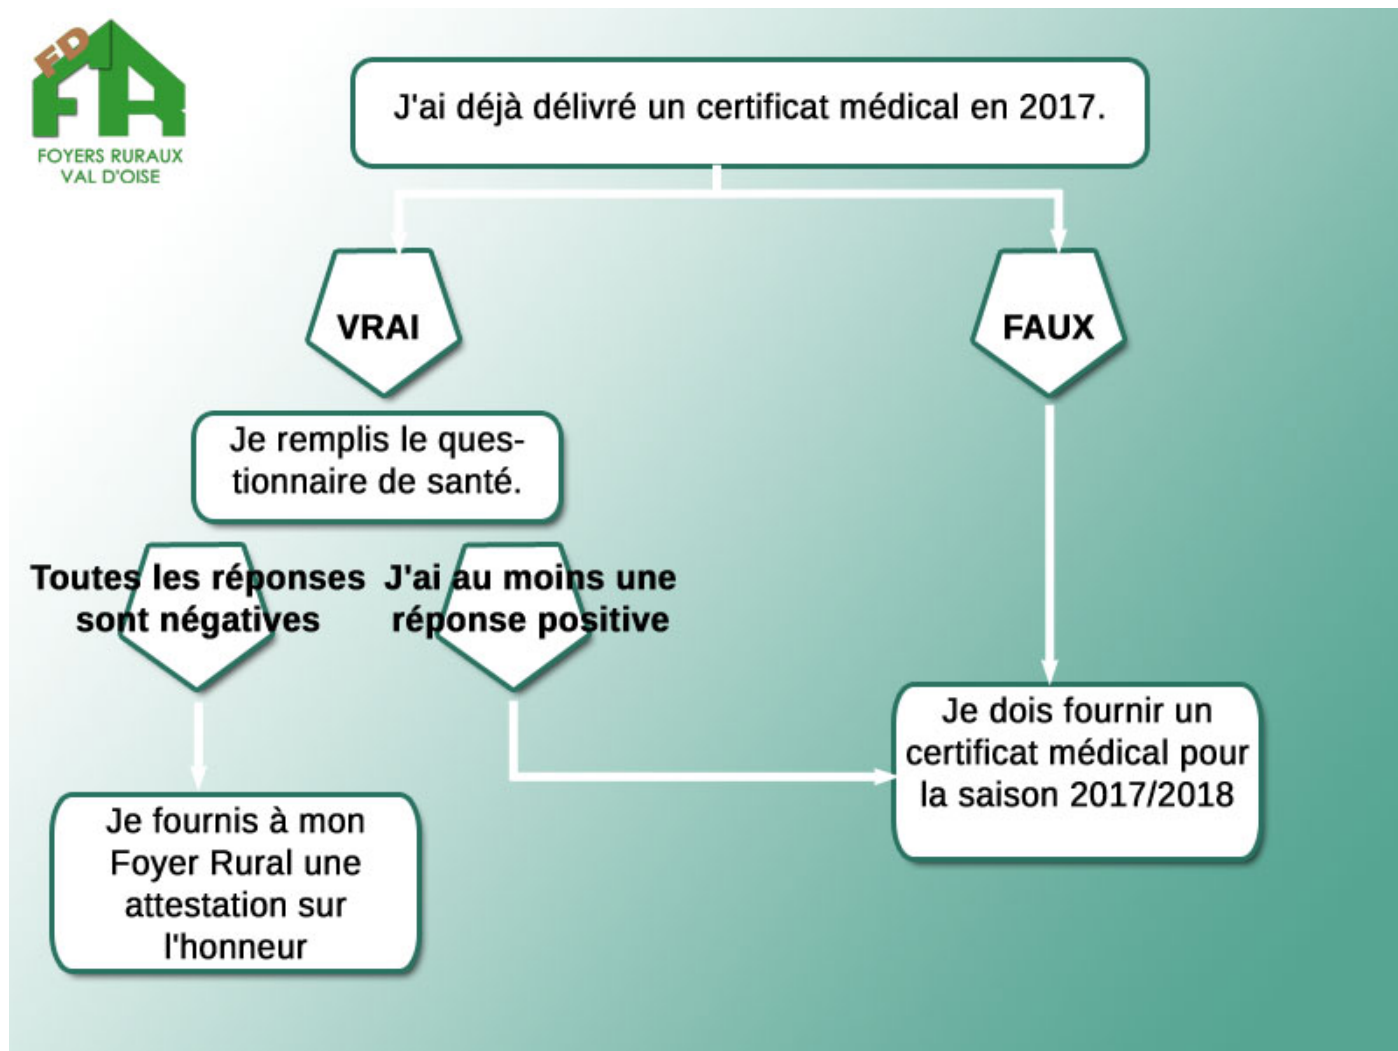 FD
FR
FOYERS RURAUX
VAL D'OISE
J'ai déjà délivré un certificat médical en 2017.
VRAI
FAUX
Je remplis le ques-
tionnaire de santé.
Toutes les réponses
sont négatives
J'ai au moins une
réponse positive
Je dois fournir un
certificat médical pour
la saison 2017/2018
Je fournis à mon
Foyer Rural une
attestation sur
l'honneur